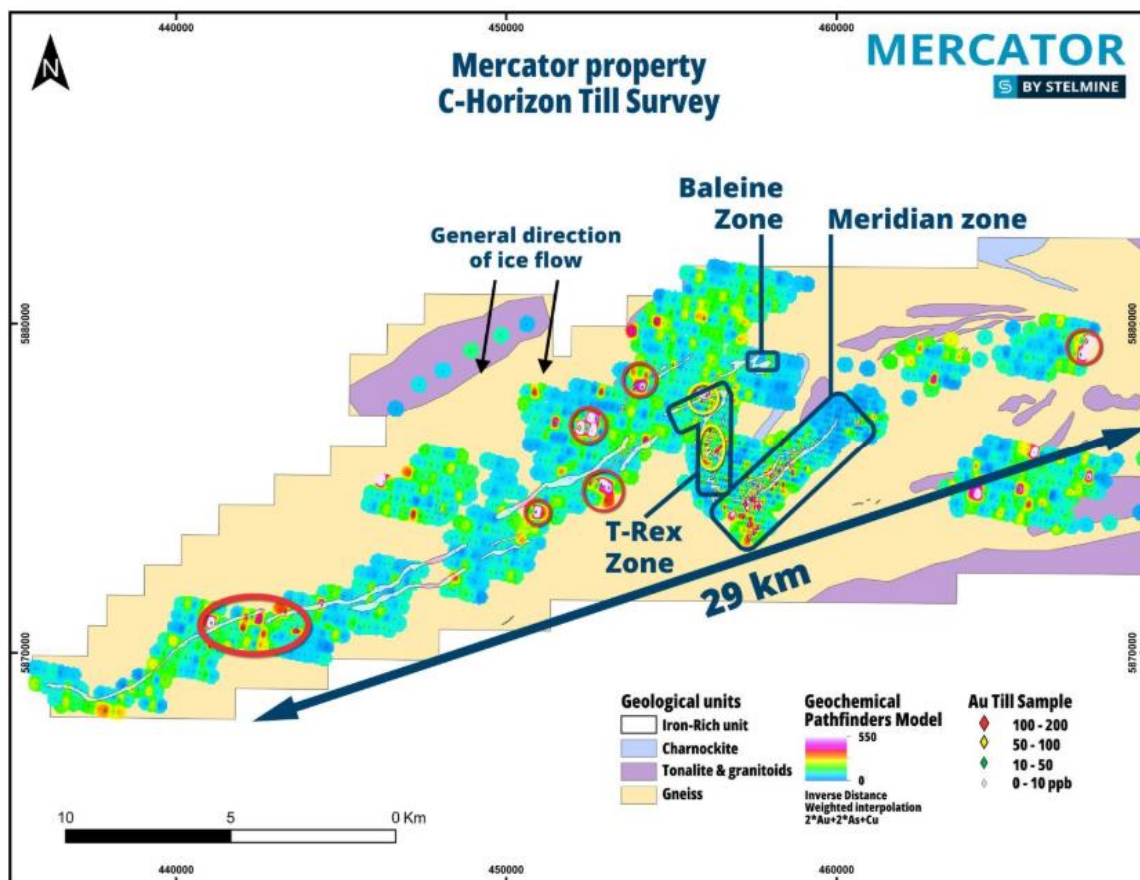 440000
450000
460000
N
Mercator property
C-Horizon Till Survey
MERCATOR
S BY STELMINE
Baleine
Zone
Meridian zone
General direction
of ice flow
5880000
5880000
T-Rex
Zone
29 km
5870000
5870000
Geological units
Iron-Rich unit
Charnockite
Tonalite & granitoids
Gneiss
Geochemical
Pathfinders Model
550
0
Inverse Distance
Weighted interpolation
2*Au+2*As+Cu
Au Till Sample
100 - 200
50 - 100
10 - 50
0 - 10 ppb
10
5
0 Km
440000
450000
460000